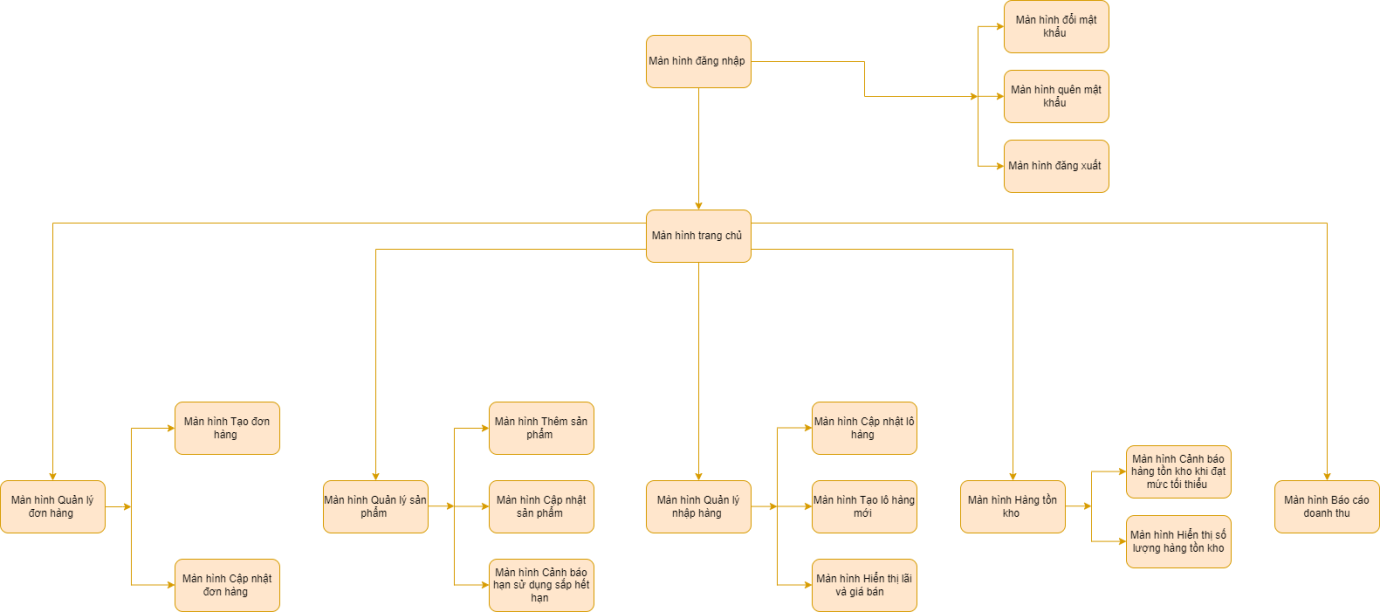 Màn hình đổi mật
khẩu
Màn hình đăng nhập
Màn hình quên mật
khẩu
Màn hình đăng xuất
Màn hình trang chủ
Màn hình Tạo đơn
hàng
Màn hình Thêm sản
phẩm
Màn hình Cập nhật lô
hàng
Màn hình Cảnh báo
hàng tồn kho khi đạt
mức tối thiểu
Màn hình Quản lý
đơn hàng
Màn hình Quản lý sản
phẩm
Màn hình Cập nhật
sản phẩm
Màn hình Quản lý
nhập hàng
Màn hình Tạo lô hàng
mới
Màn hình Hàng tồn
kho
Màn hình Báo cáo
doanh thu
Màn hình Hiển thị số
lượng hàng tồn kho
Màn hình Cập nhật
đơn hàng
Màn hình Cảnh báo
hạn sử dụng sắp hết
hạn
Màn hình Hiển thị lãi
và giá bán